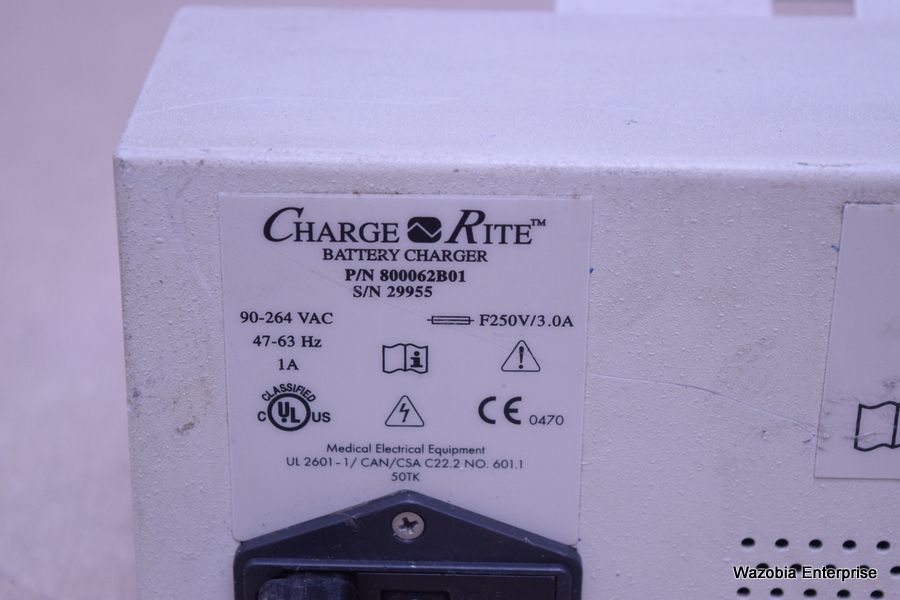 CHARGE RITE™
BATTERY CHARGER
P/N 800062B01
S/N 29955
90-264 VAC
F250V/3.0A
47-63 Hz
1A
CLASSIFIED
C UL US
CE 0470
Medical Electrical Equipment
UL 2601-1/ CAN/CSA C22.2 NO. 601.1
50TK
Wazobia Enterprise